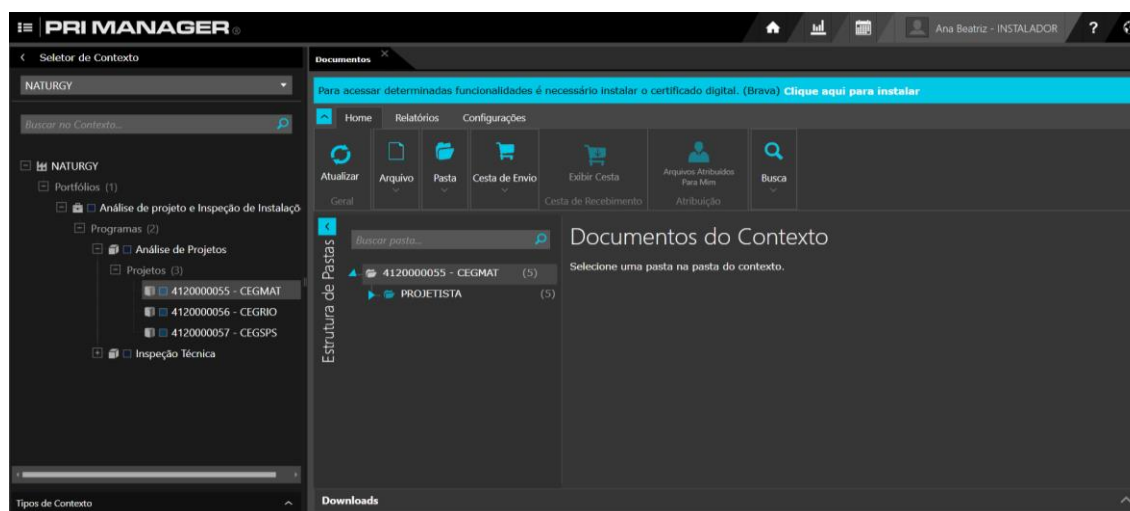 PRI MANAGER ®
Ana Beatriz - INSTALADOR
?
Seletor de Contexto
NATURGY
Buscar no Contexto...
NATURGY
Portfólios (1)
Análise de projeto e Inspeção de Instalaçõ
Programas (2)
Análise de Projetos
Projetos (3)
4120000055 - CEGMAT
4120000056 - CEGRIO
4120000057 - CEGSPS
Inspeção Técnica
Tipos de Contexto
Documentos
Para acessar determinadas funcionalidades é necessário instalar o certificado digital. (Brava) Clique aqui para instalar
Home Relatórios Configurações
Atualizar Arquivo Pasta Cesta de Envio Exibir Cesta Arquivos Atribuídos Para Mim Busca
Geral Cesta de Recebimento Atribuição
Estrutura de Pastas
Buscar pasta...
4120000055 - CEGMAT (5)
PROJETISTA (5)
Documentos do Contexto
Selecione uma pasta na pasta do contexto.
Downloads